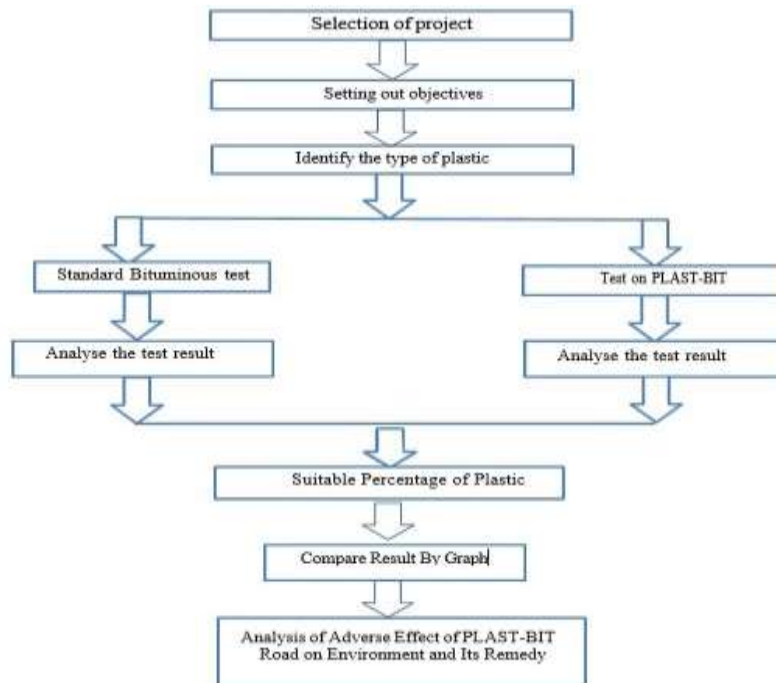 Selection of project
Setting out objectives
Identify the type of plastic
Standard Bituminous test
Test on PLAST-BIT
Analyse the test result
Analyse the test result
Suitable Percentage of Plastic
Compare Result By Graph
Analysis of Adverse Effect of PLAST-BIT
Road on Environment and Its Remedy